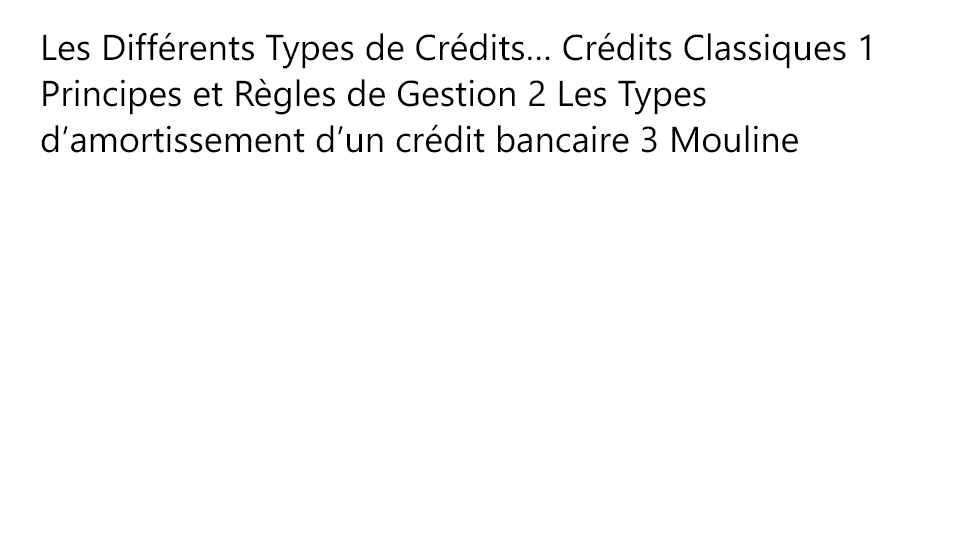 Les Différents Types de Crédits... Crédits Classiques 1
Principes et Règles de Gestion 2 Les Types
d’amortissement d’un crédit bancaire 3 Mouline